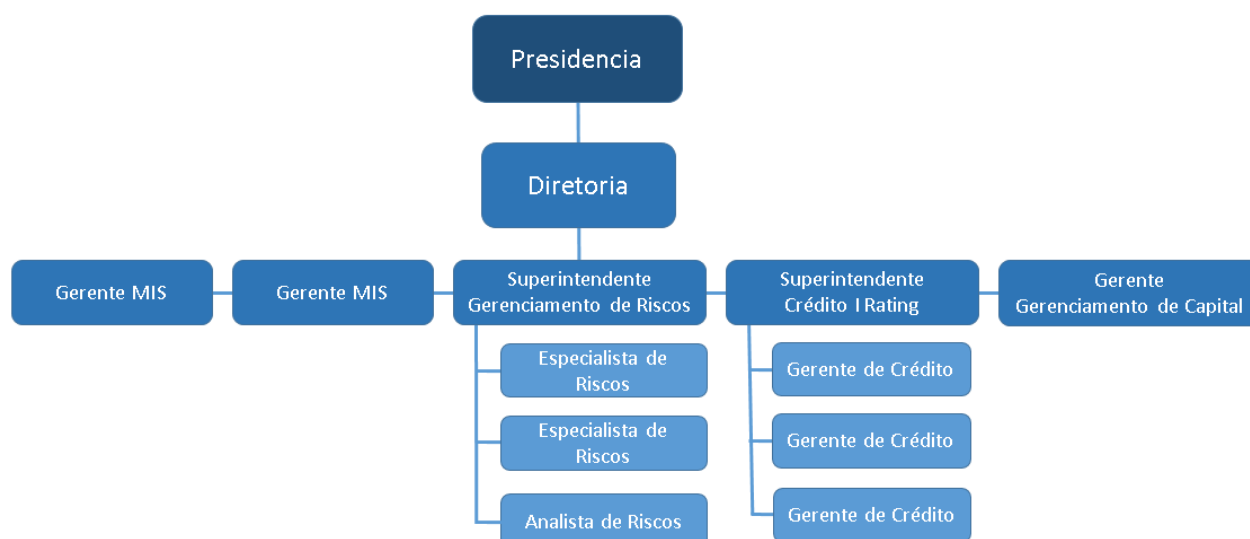 Presidencia
Diretoria
Gerente MIS
Gerente MIS
Superintendente
Gerenciamento de Riscos
Superintendente
Crédito I Rating
Gerente
Gerenciamento de Capital
Especialista de
Riscos
Especialista de
Riscos
Analista de Riscos
Gerente de Crédito
Gerente de Crédito
Gerente de Crédito